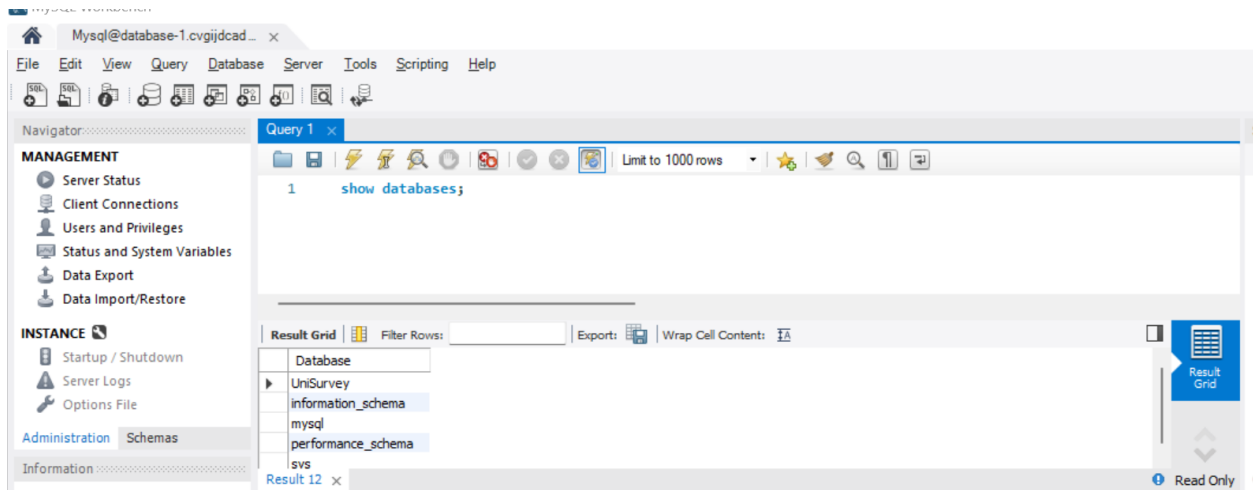 Mysql@database-1.cvgijdcad...
File Edit View Query Database Server Tools Scripting Help
Navigator
Query 1
MANAGEMENT
Server Status
Client Connections
Users and Privileges
Status and System Variables
Data Export
Data Import/Restore
INSTANCE
Startup / Shutdown
Server Logs
Options File
Administration Schemas
Information
Limit to 1000 rows
1 show databases;
Result Grid Filter Rows: Export: Wrap Cell Content:
Database
UniSurvey
information_schema
mysql
performance_schema
sys
Result 12
Result
Grid
Read Only